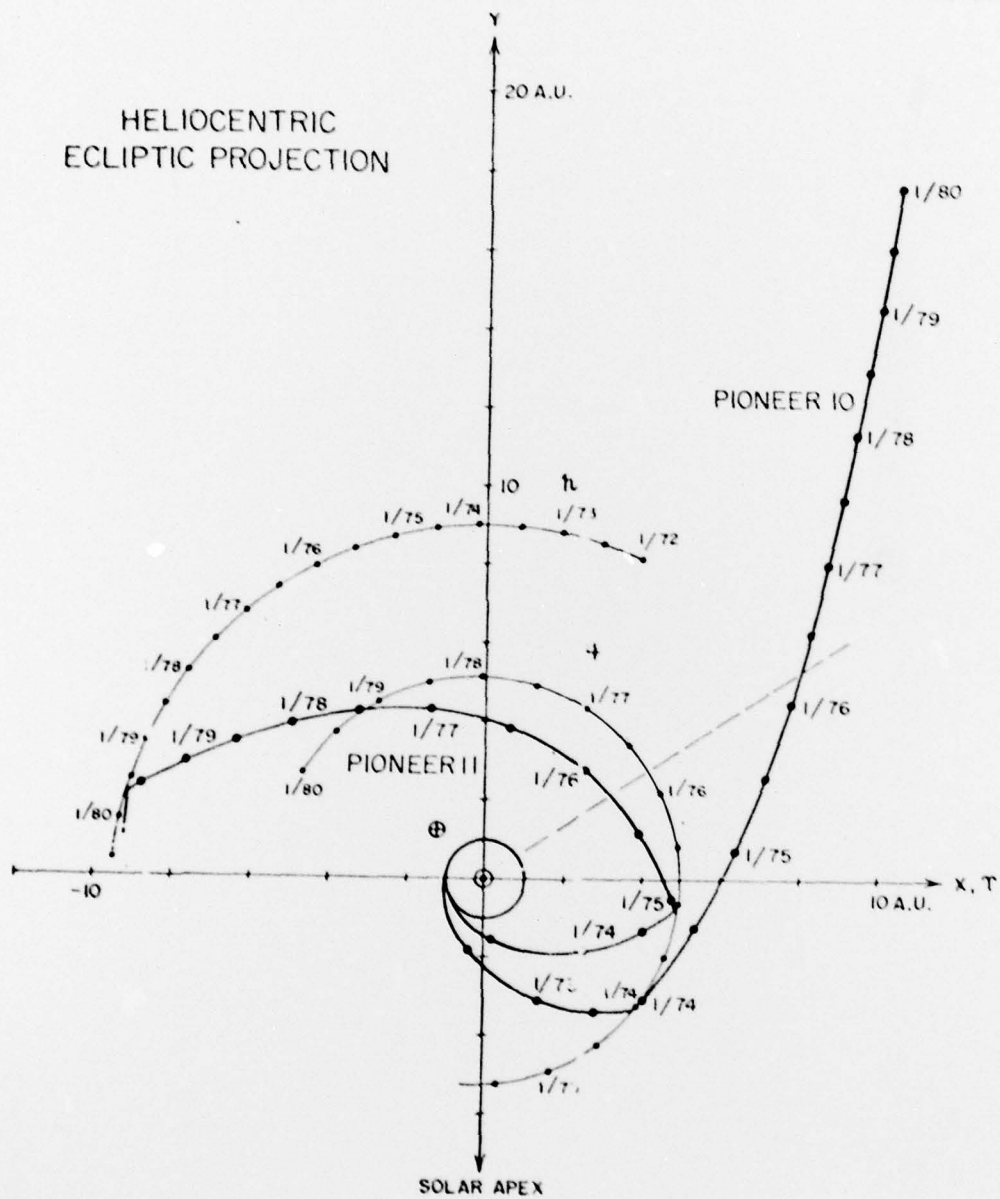 Y
20 A.U.
HELIOCENTRIC
ECLIPTIC PROJECTION
1/80
1/79
PIONEER 10
1/78
10 h
1/75 1/74 1/73
1/72
1/76
1/77
1/77
1/78
1/78
1/77
1/79
1/78
1/76
1/79
1/79
1/77
PIONEER 11
1/76
1/80
1/76
1/80
⊕
1/75
-10
X, ϒ
10 A.U.
1/75
1/74
1/74
1/74
SOLAR APEX